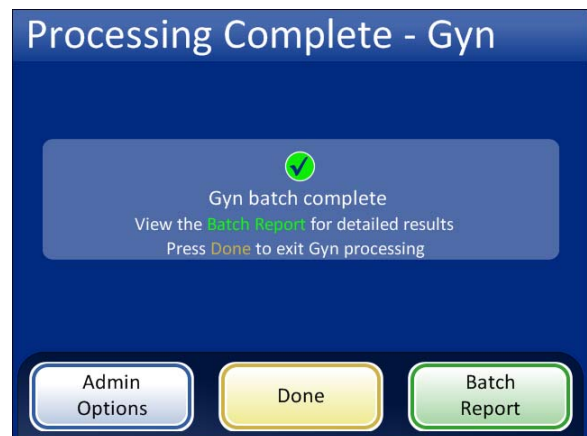 Processing Complete - Gyn
Gyn batch complete
View the Batch Report for detailed results
Press Done to exit Gyn processing
Admin
Options
Done
Batch
Report